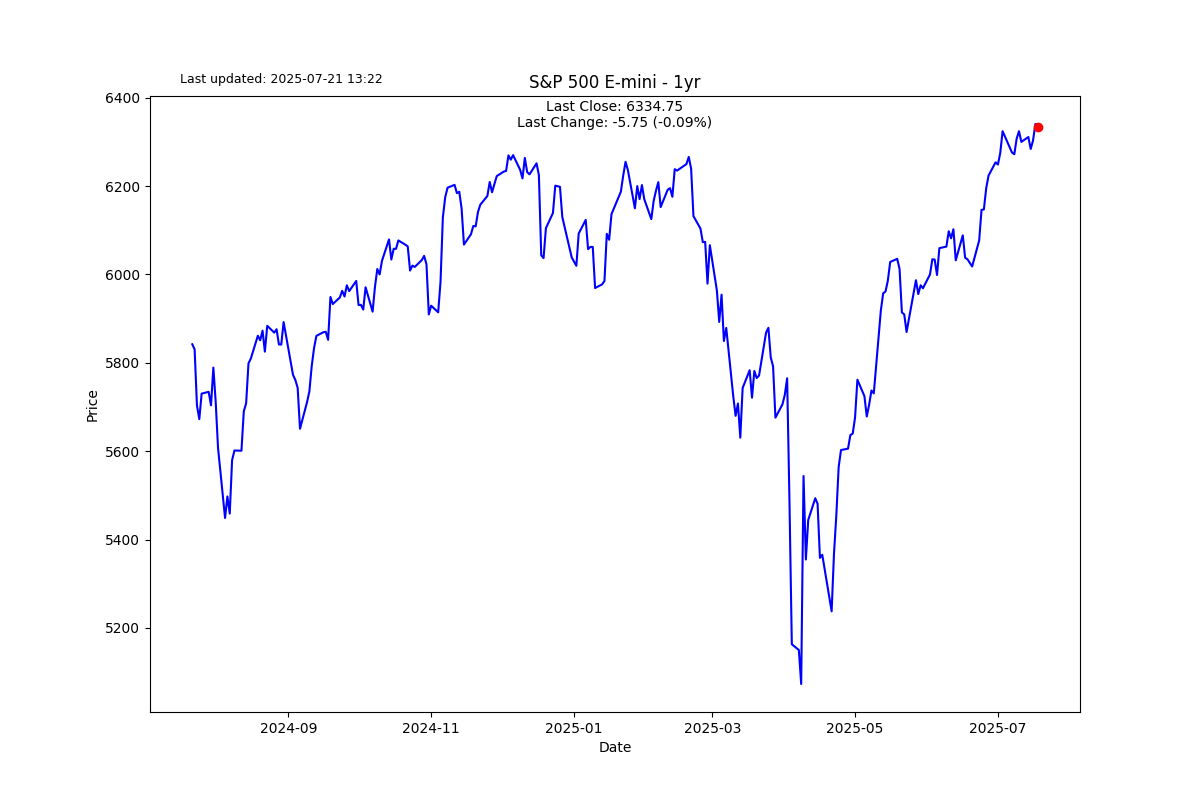 Last updated: 2025-07-21 13:22
S&P 500 E-mini - 1yr
Last Close: 6334.75
Last Change: -5.75 (-0.09%)
6400
6200
6000
5800
5600
5400
5200
Price
2024-09
2024-11
2025-01
2025-03
2025-05
2025-07
Date